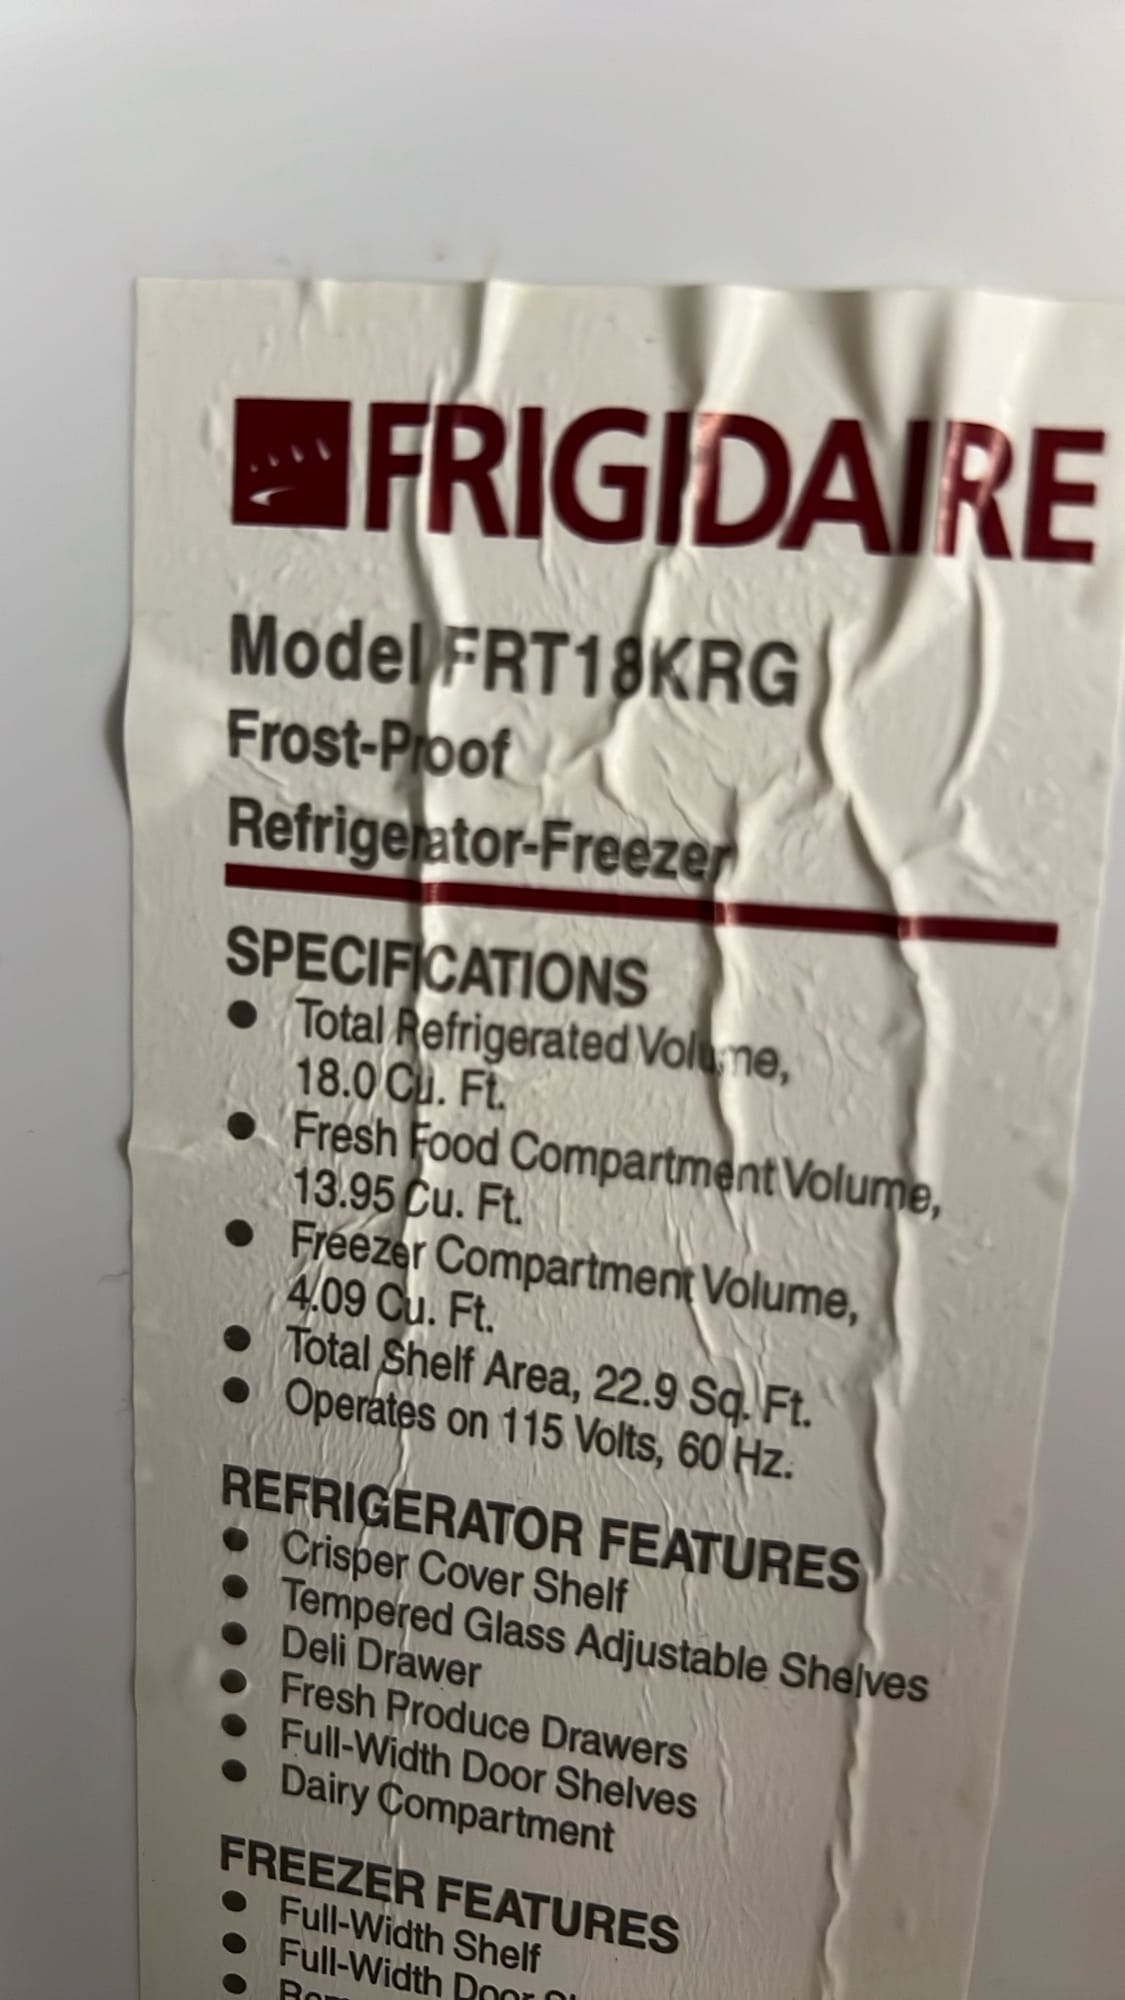 FRIGIDAIRE
Model FRT18KRG
Frost-Proof
Refrigerator-Freezer
SPECIFICATIONS
● Total Refrigerated Volume,
18.0 Cu. Ft.
● Fresh Food Compartment Volume,
13.95 Cu. Ft.
● Freezer Compartment Volume,
4.09 Cu. Ft.
● Total Shelf Area, 22.9 Sq. Ft.
● Operates on 115 Volts, 60 Hz.
REFRIGERATOR FEATURES
● Crisper Cover Shelf
● Tempered Glass Adjustable Shelves
● Deli Drawer
● Fresh Produce Drawers
● Full-Width Door Shelves
● Dairy Compartment
FREEZER FEATURES
● Full-Width Shelf
● Full-Width Door
●